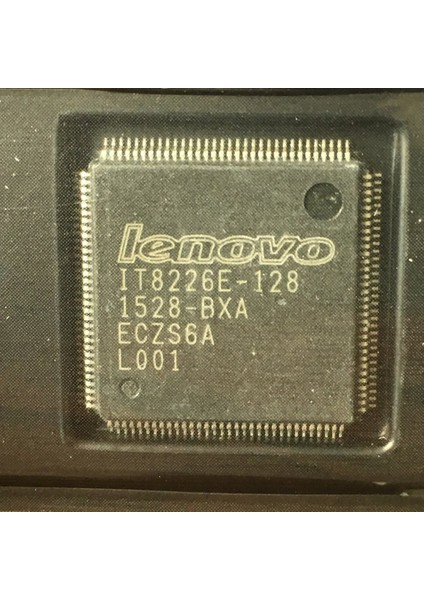 lenovo
IT8226E-128
1528-BXA
ECZS6A
L001